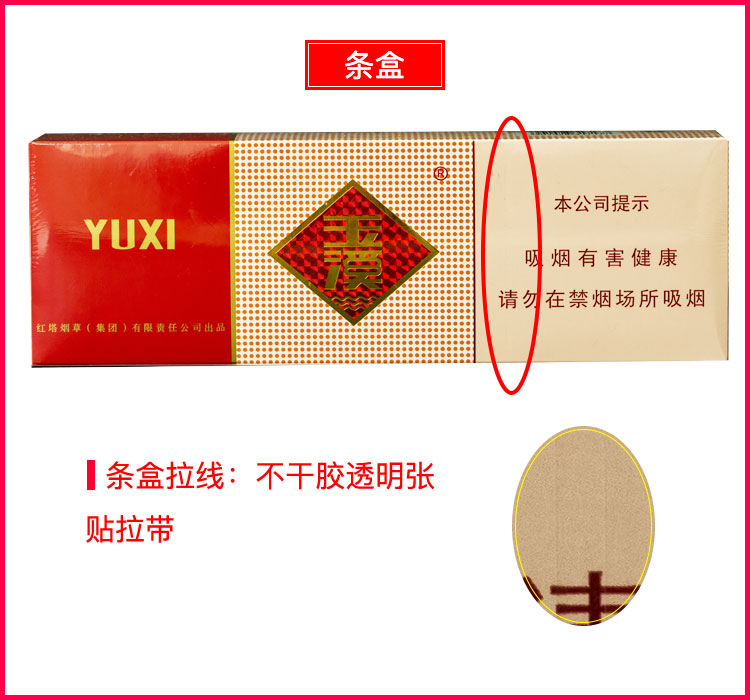 条盒
YUXI
红塔烟草(集团)有限责任公司出品
玉溪
®
本公司提示
吸烟有害健康
请勿在禁烟场所吸烟
条盒拉线:不干胶透明张
贴拉带